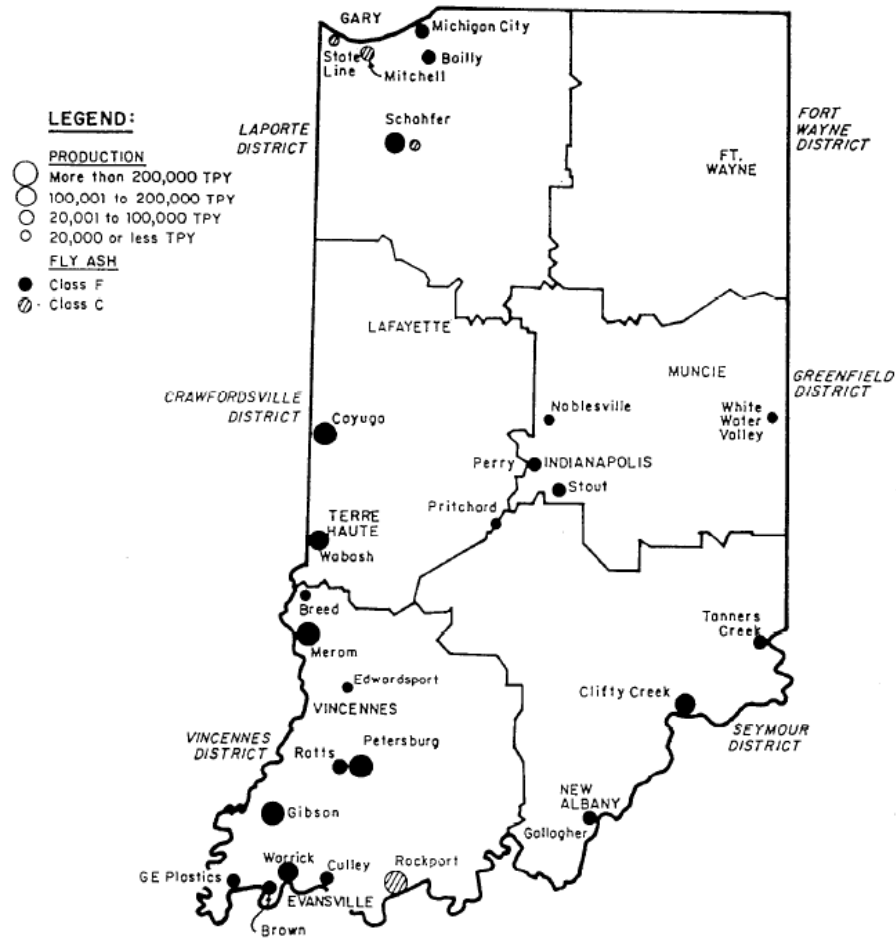 GARY
Michigan City
State
Line
Bailly
Mitchell
LEGEND:
LAPORTE
DISTRICT
Schahfer
FORT
WAYNE
DISTRICT
FT.
WAYNE
PRODUCTION
More than 200,000 TPY
100,001 to 200,000 TPY
20,001 to 100,000 TPY
20,000 or less TPY
FLY ASH
Class F
Class C
LAFAYETTE
MUNCIE
GREENFIELD
DISTRICT
CRAWFORDSVILLE
DISTRICT
Cayuga
Noblesville
White
Water
Valley
Perry
INDIANAPOLIS
Stout
Pritchard
TERRE
HAUTE
Wabash
Breed
Merom
Tanners
Creek
Edwardsport
VINCENNES
Clifty Creek
SEYMOUR
DISTRICT
VINCENNES
DISTRICT
Petersburg
Ratts
NEW
ALBANY
Gallagher
Gibson
Warrick
Culley
Rockport
GE Plastics
EVANSVILLE
Brown